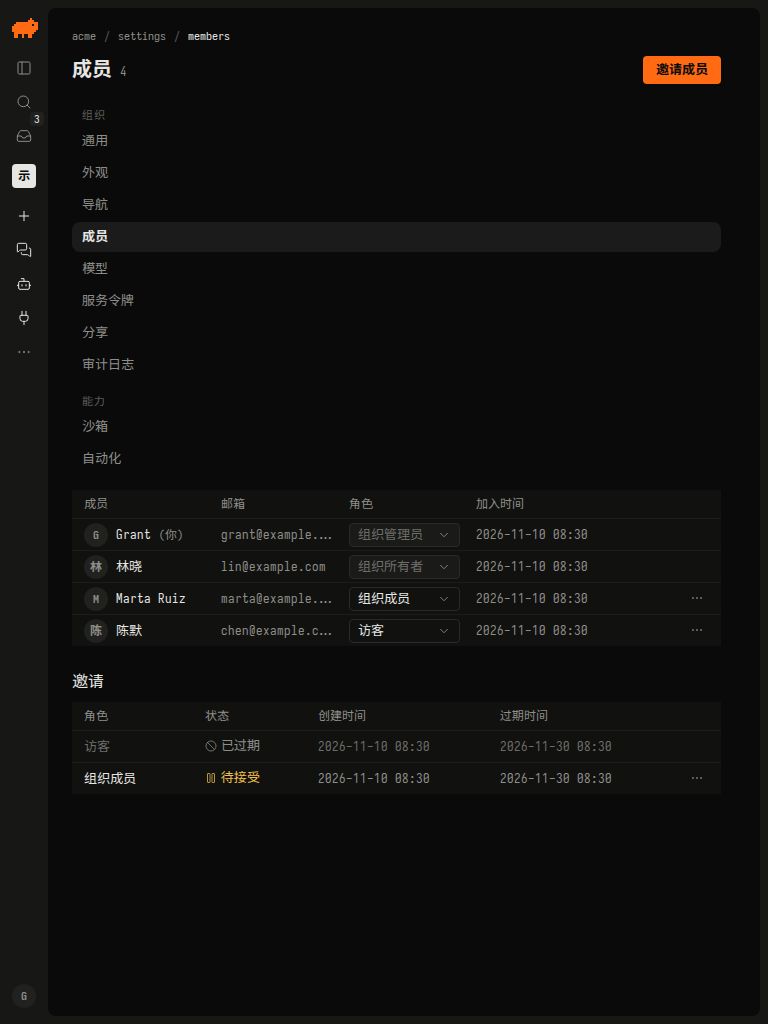 acme / settings / members
成员 4
邀请成员
3
示
组织
通用
外观
导航
成员
模型
服务令牌
分享
审计日志
能力
沙箱
自动化
成员 邮箱 角色 加入时间
G Grant (你) grant@example.... 组织管理员 2026-11-10 08:30
林 林晓 lin@example.com 组织所有者 2026-11-10 08:30
M Marta Ruiz marta@example.... 组织成员 2026-11-10 08:30 ...
陈 陈默 chen@example.c... 访客 2026-11-10 08:30 ...
邀请
角色 状态 创建时间 过期时间
访客 已过期 2026-11-10 08:30 2026-11-30 08:30
组织成员 待接受 2026-11-10 08:30 2026-11-30 08:30 ...
G